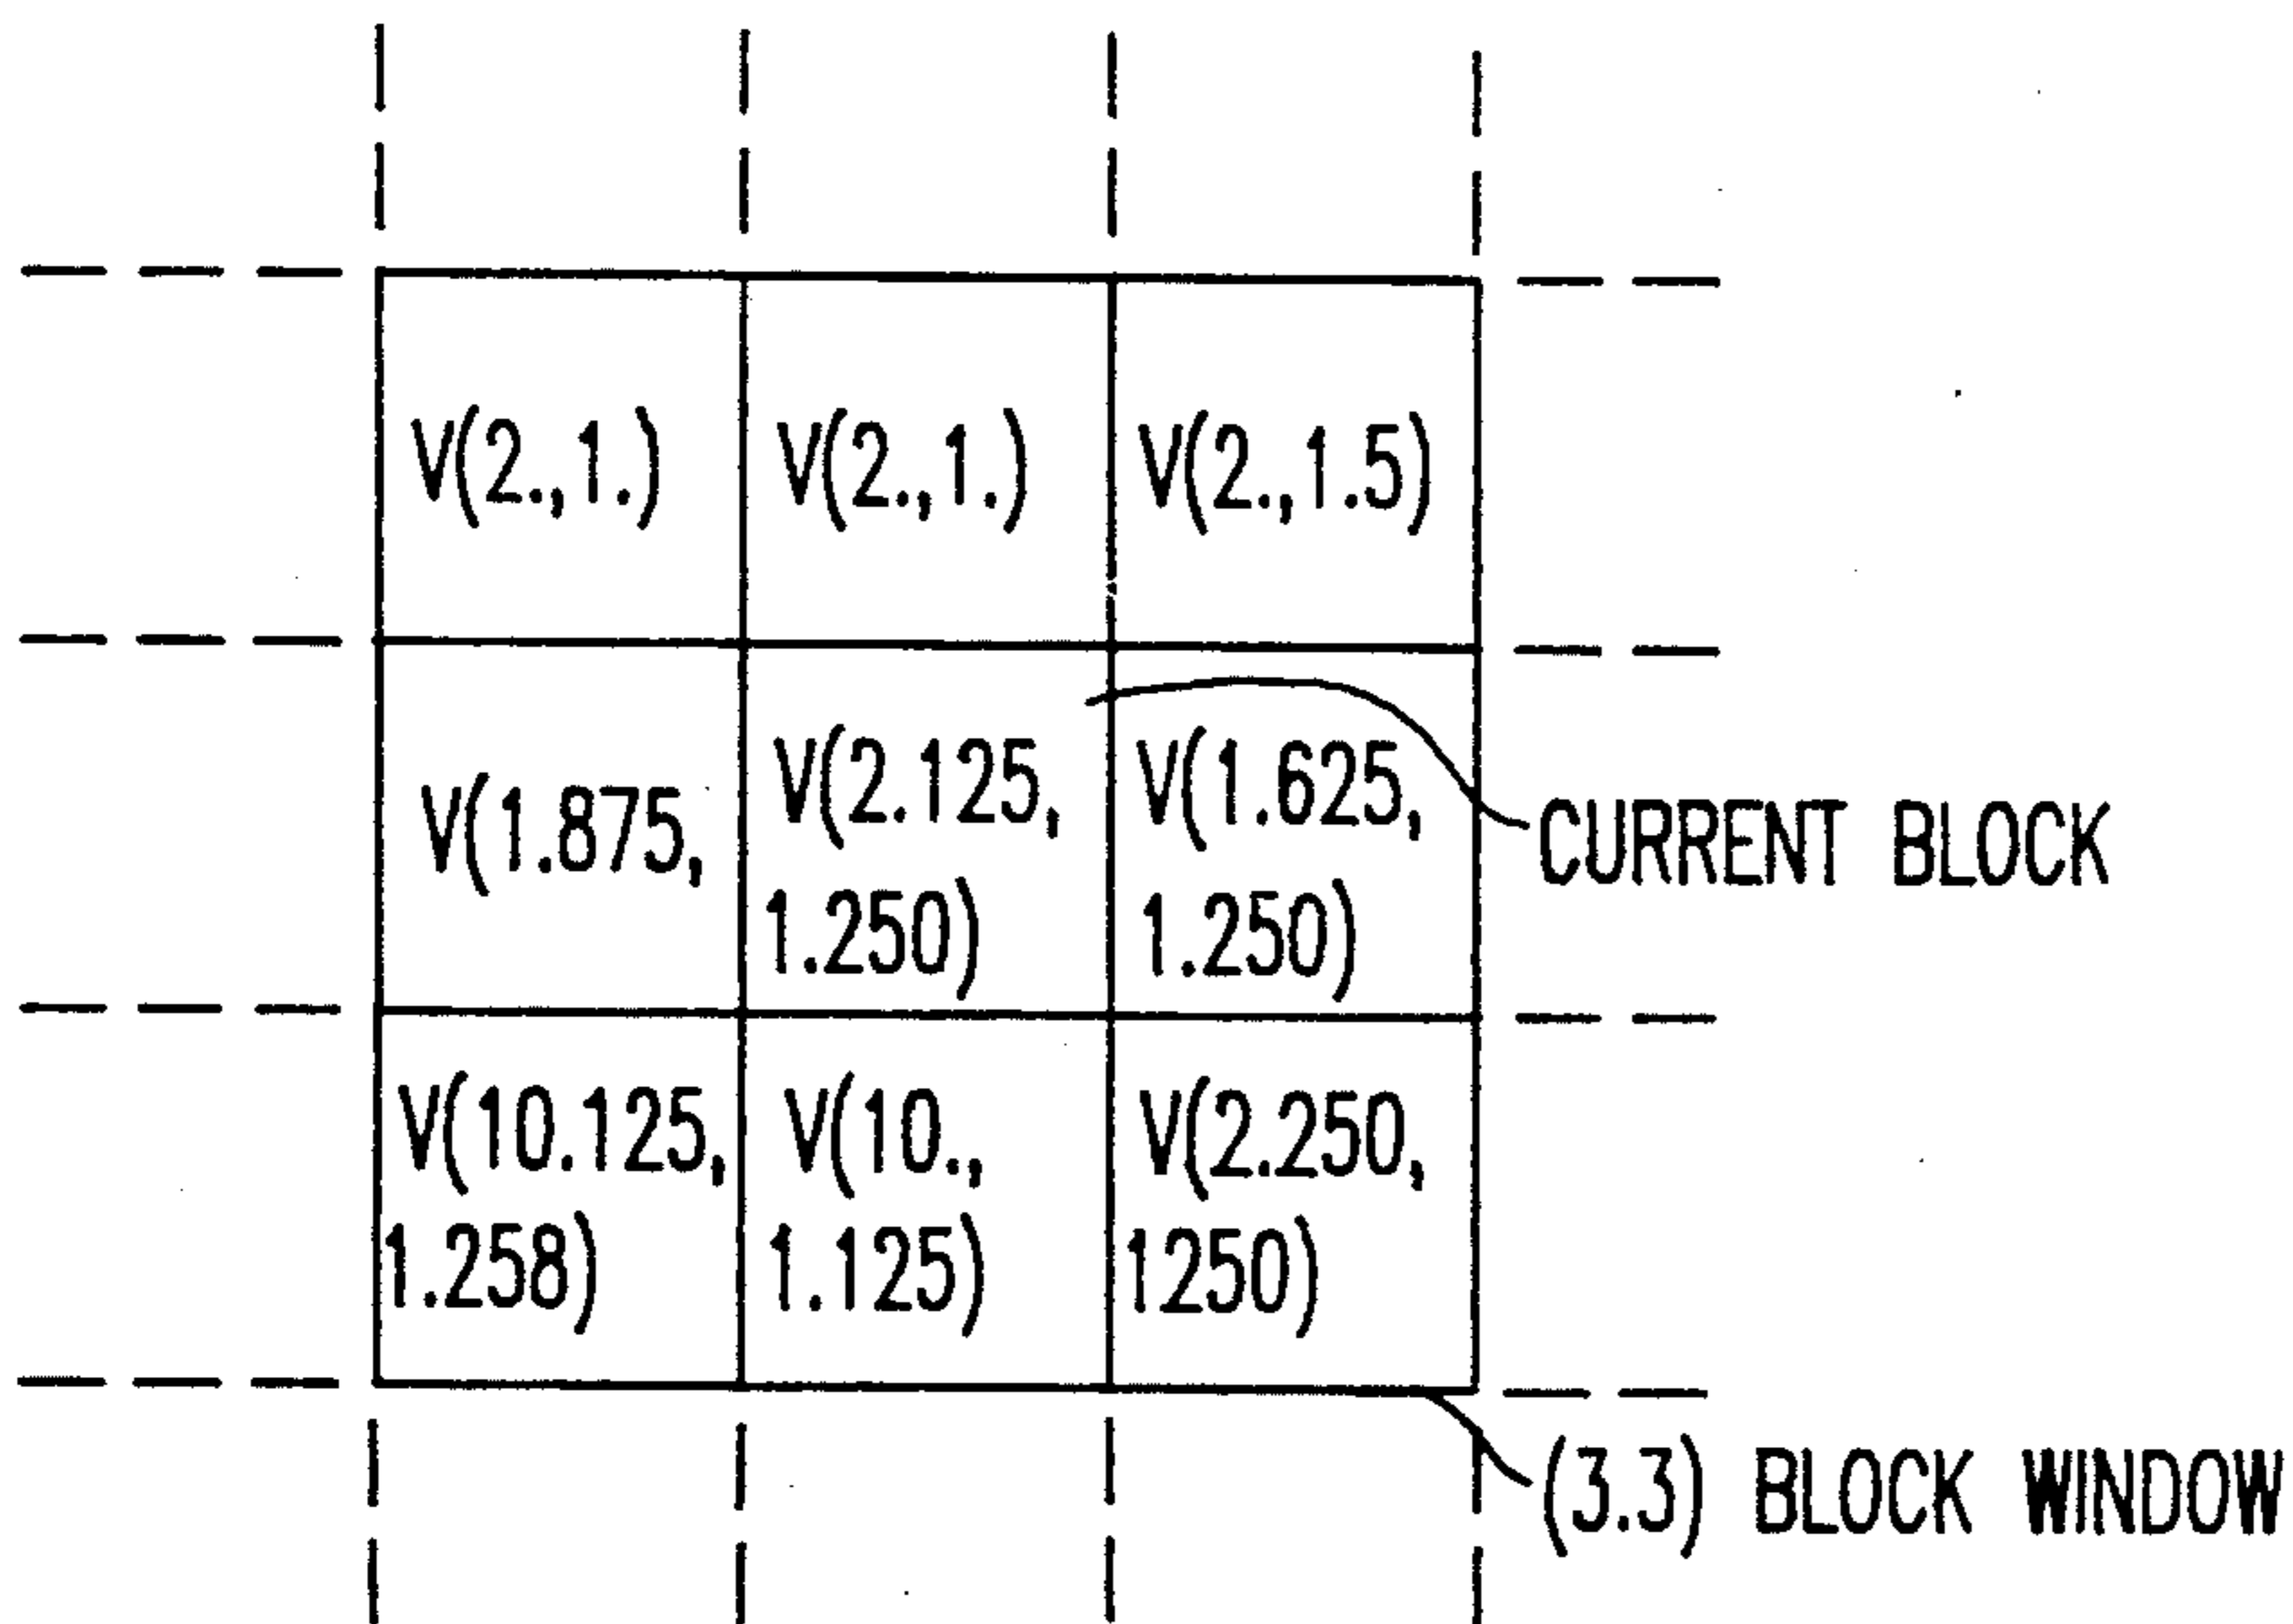 V(2.,1.) V(2.,1.) V(2.,1.5)
V(1.875,
V(2.125,
1.250)
V(1.625,
1.250)
CURRENT BLOCK
V(10.125,
1.258)
V(10.,
1.125)
V(2.250,
1250)
(3.3) BLOCK WINDOW